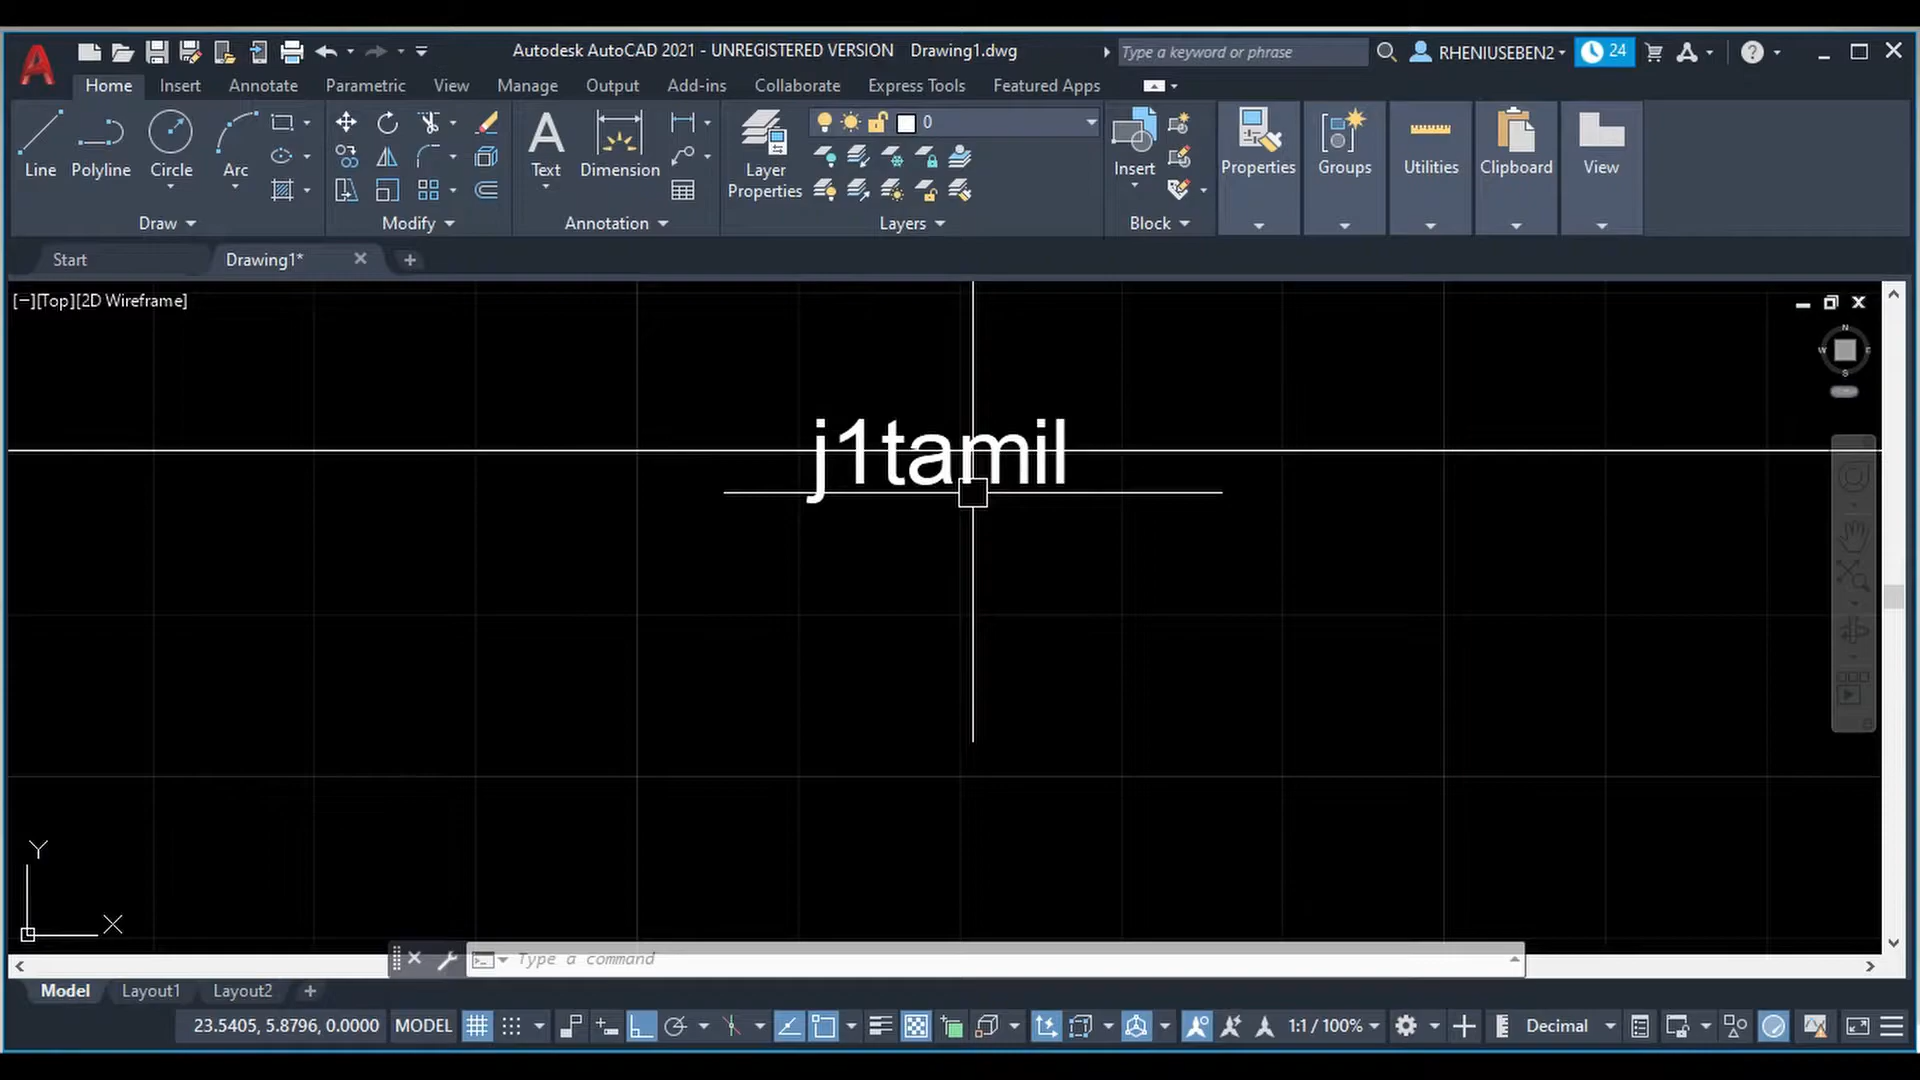 Autodesk AutoCAD 2021 - UNREGISTERED VERSION Drawing1.dwg
Type a keyword or phrase
RHENIUSEBEN2
24
Home Insert Annotate Parametric View Manage Output Add-ins Collaborate Express Tools Featured Apps
0
Line Polyline Circle Arc
Text Dimension
Layer
Properties
Insert
Properties Groups Utilities Clipboard View
Draw Modify Annotation Layers Block
Start Drawing1*
[−][Top][2D Wireframe]
N
W
S
j1tamil
Y
X
Type a command
Model Layout1 Layout2
23.5405, 5.8796, 0.0000 MODEL 1:1 / 100% Decimal